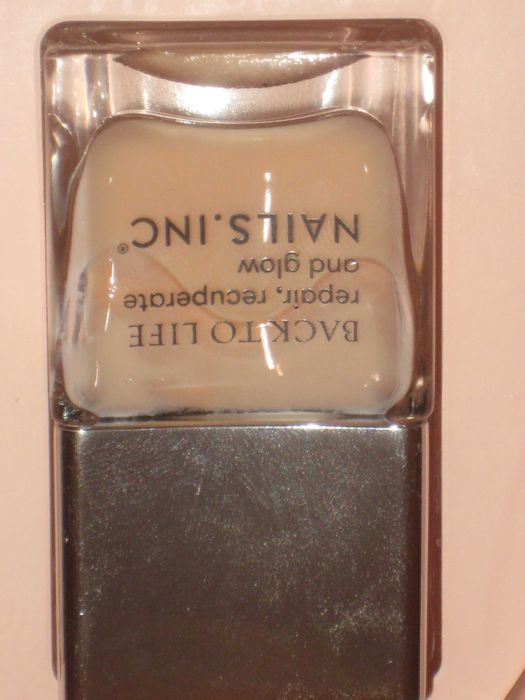 BACK TO LIFE
repair, recuperate
and glow
NAILS.INC®